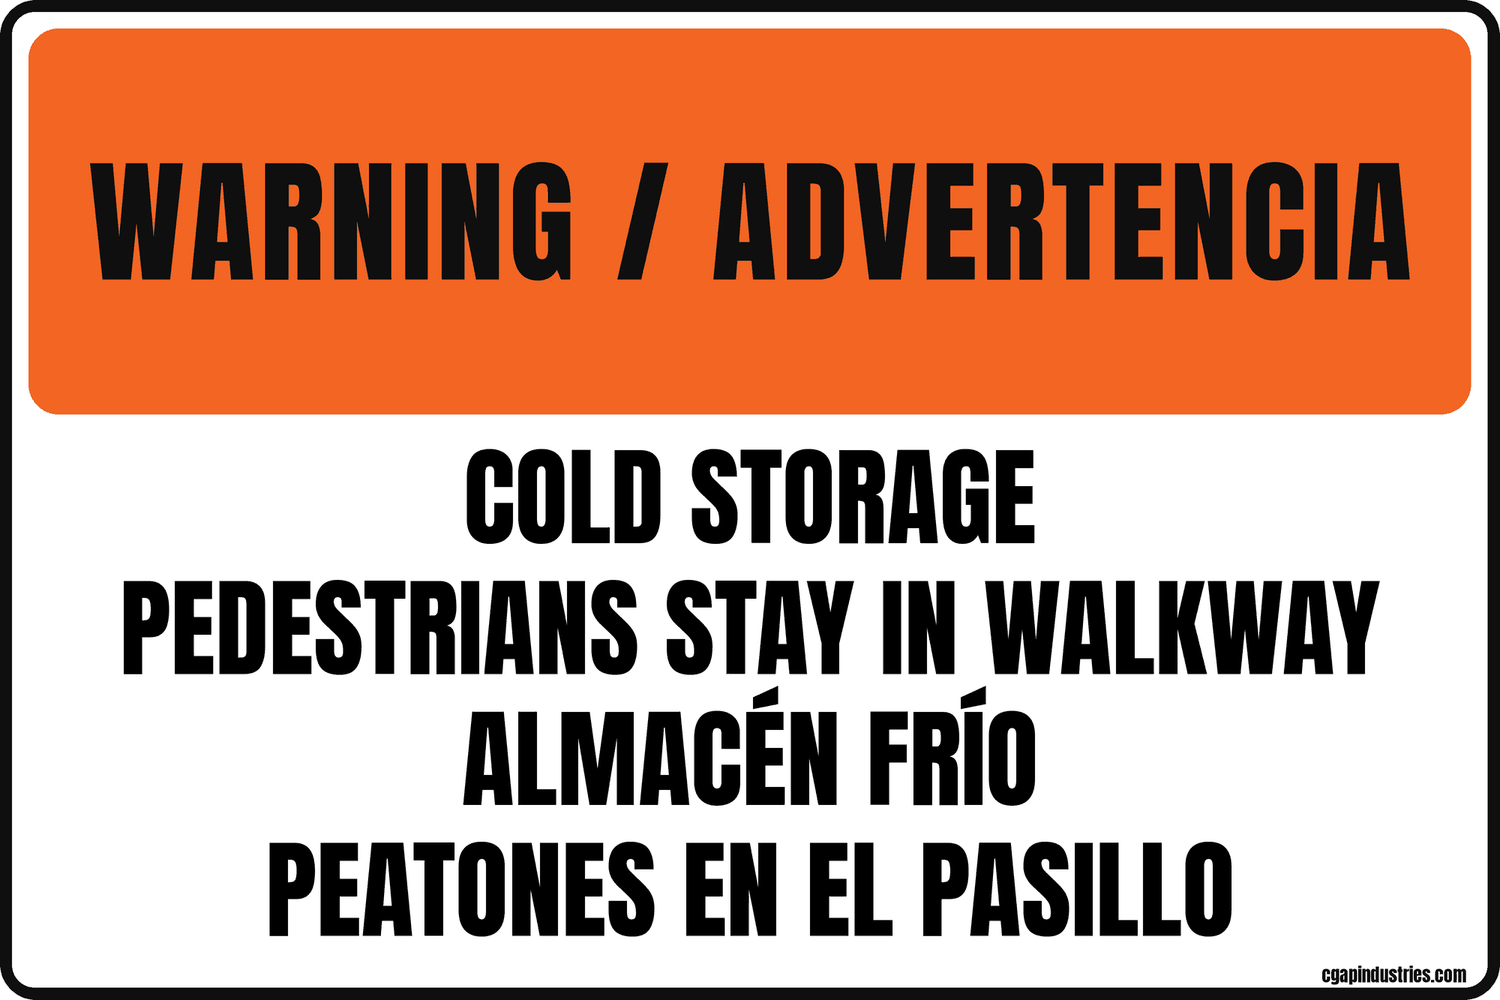 WARNING / ADVERTENCIA
COLD STORAGE
PEDESTRIANS STAY IN WALKWAY
ALMACÉN FRÍO
PEATONES EN EL PASILLO
cgapindustries.com